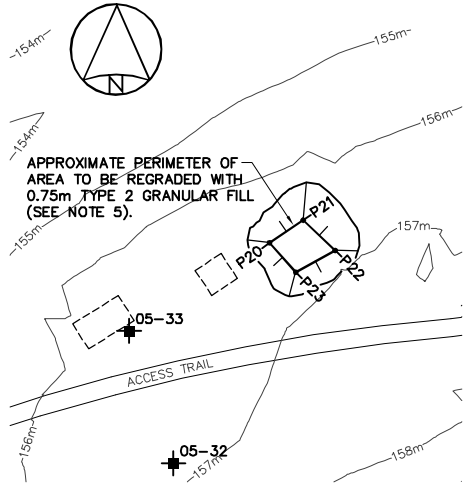 154m
155m
N
154m
156m
APPROXIMATE PERIMETER OF
AREA TO BE REGRADED WITH
0.75m TYPE 2 GRANULAR FILL
(SEE NOTE 5).
P21
157m
155m
P20
P22
P23
05-33
ACCESS TRAIL
156m
05-32
157m
158m